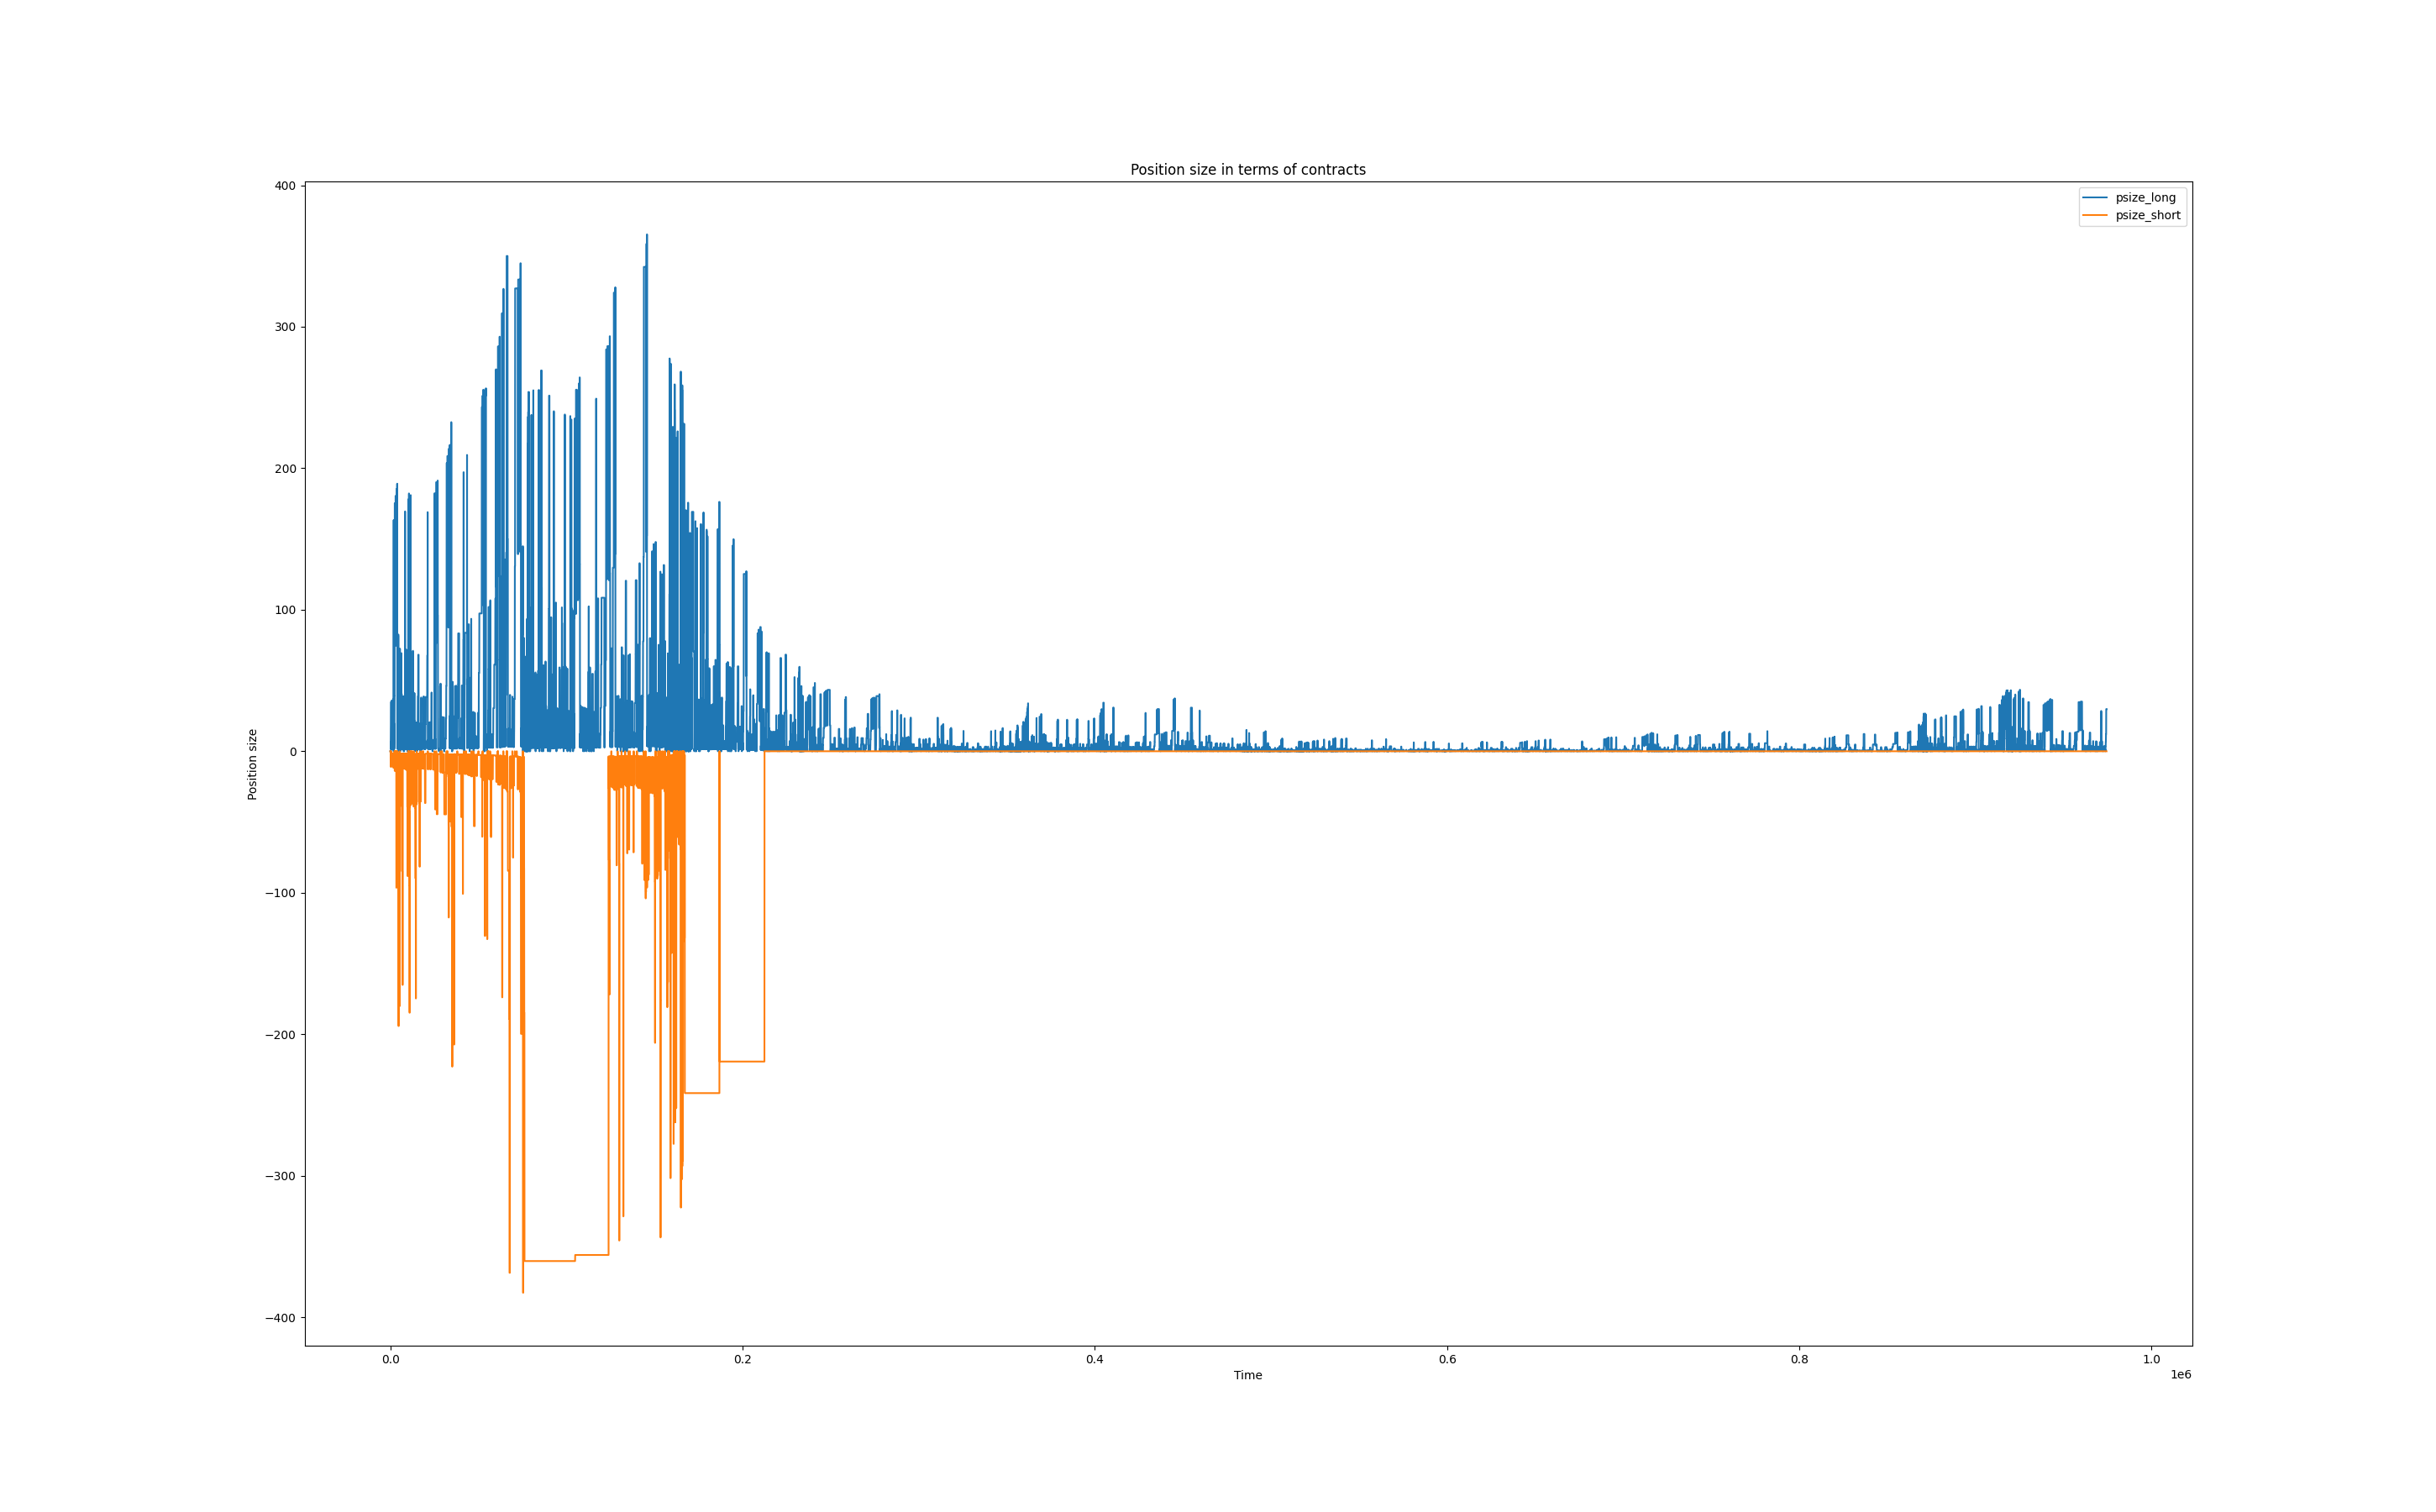 Position size in terms of contracts
400
300
200
100
0
−100
−200
−300
−400
Position size
psize_long
psize_short
0.0 0.2 0.4 0.6 0.8 1.0
Time
1e6